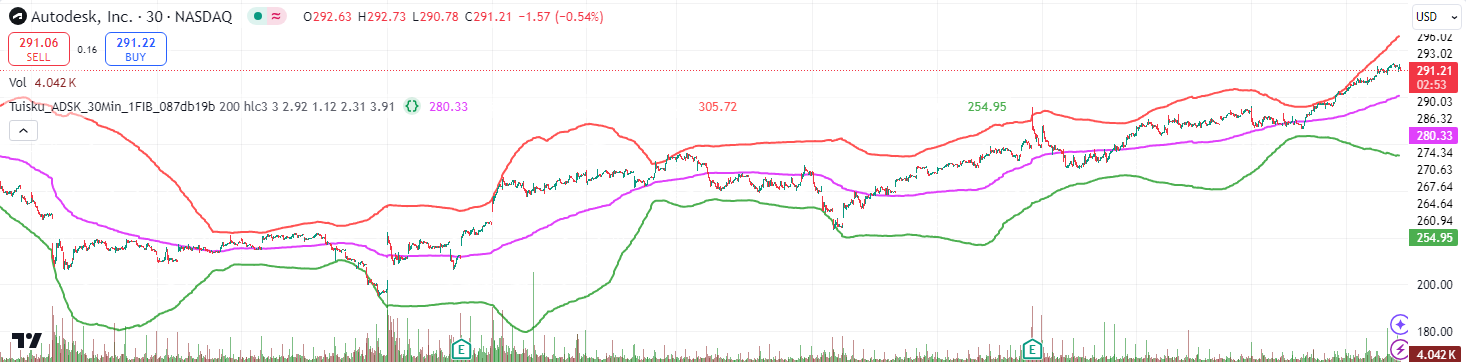 Autodesk, Inc. · 30 · NASDAQ O292.63 H292.73 L290.78 C291.21 −1.57 (−0.54%)
USD
291.06
SELL
0.16
291.22
BUY
Vol 4.042 K
Tuisku_ADSK_30Min_1FIB_087db19b 200 hlc3 3 2.92 1.12 2.31 3.91 {} 280.33 305.72 254.95
296.02
293.02
291.21
02:53
290.03
286.32
280.33
274.34
270.63
267.64
264.64
260.94
254.95
200.00
180.00
4.042 K
E
E